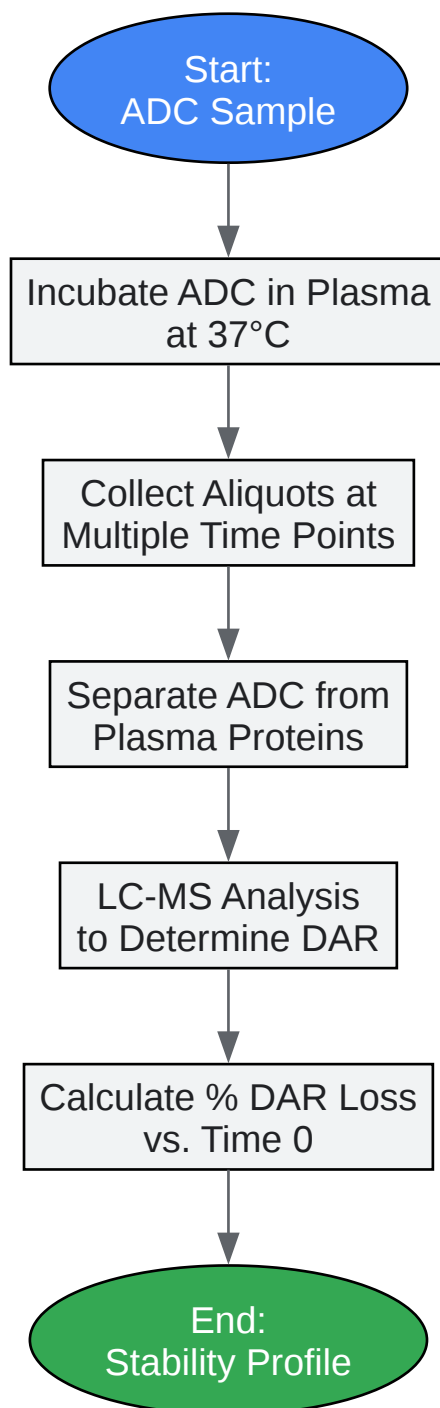 Start:
ADC Sample
Incubate ADC in Plasma
at 37°C
Collect Aliquots at
Multiple Time Points
Separate ADC from
Plasma Proteins
LC-MS Analysis
to Determine DAR
Calculate % DAR Loss
vs. Time 0
End:
Stability Profile